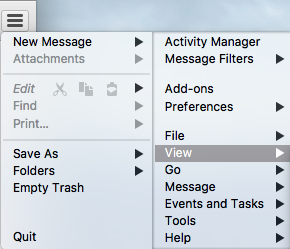 New Message
Attachments
Edit
Find
Print...
Save As
Folders
Empty Trash
Quit
Activity Manager
Message Filters
Add-ons
Preferences
File
View
Go
Message
Events and Tasks
Tools
Help